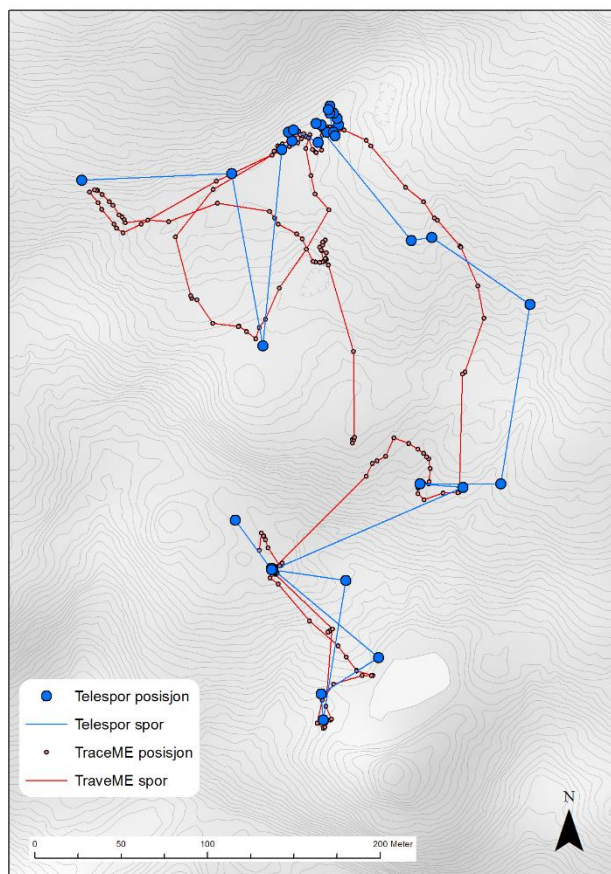 Telespor posisjon
Telespor spor
TraceME posisjon
TraveME spor
N
0 50 100 200 Meter